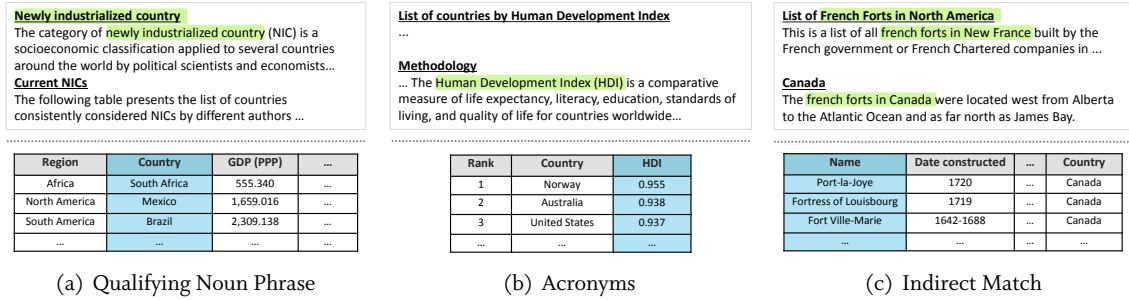 Newly industrialized country
The category of newly industrialized country (NIC) is a
socioeconomic classification applied to several countries
around the world by political scientists and economists...
Current NICs
The following table presents the list of countries
consistently considered NICs by different authors ...
Region Country GDP (PPP) ...
Africa South Africa 555.340 ...
North America Mexico 1,659.016 ...
South America Brazil 2,309.138 ...
... ... ... ...
(a) Qualifying Noun Phrase
List of countries by Human Development Index
...
Methodology
... The Human Development Index (HDI) is a comparative
measure of life expectancy, literacy, education, standards of
living, and quality of life for countries worldwide...
Rank Country HDI
1 Norway 0.955
2 Australia 0.938
3 United States 0.937
... ... ...
(b) Acronyms
List of French Forts in North America
This is a list of all french forts in New France built by the
French government or French Chartered companies in ...
Canada
The french forts in Canada were located west from Alberta
to the Atlantic Ocean and as far north as James Bay.
Name Date constructed ... Country
Port-la-Joye 1720 ... Canada
Fortress of Louisbourg 1719 ... Canada
Fort Ville-Marie 1642-1688 ... Canada
... ... ... ...
(c) Indirect Match